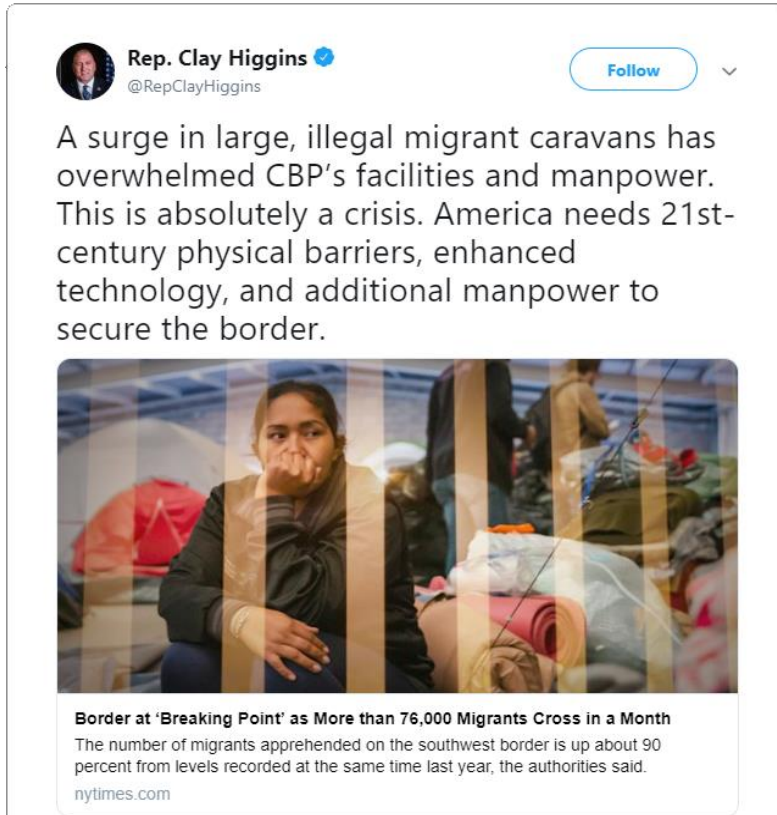 Rep. Clay Higgins
@RepClayHiggins
Follow
A surge in large, illegal migrant caravans has
overwhelmed CBP's facilities and manpower.
This is absolutely a crisis. America needs 21st-
century physical barriers, enhanced
technology, and additional manpower to
secure the border.
Border at ‘Breaking Point’ as More than 76,000 Migrants Cross in a Month
The number of migrants apprehended on the southwest border is up about 90
percent from levels recorded at the same time last year, the authorities said.
nytimes.com